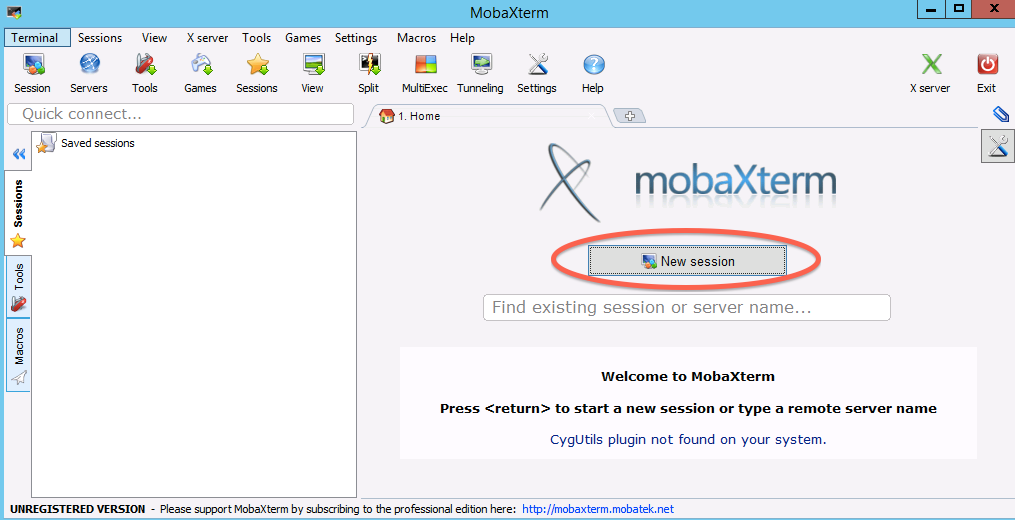 MobaXterm
Terminal Sessions View X server Tools Games Settings Macros Help
Session Servers Tools Games Sessions View Split MultiExec Tunneling Settings Help X server Exit
Quick connect...
1. Home
Saved sessions
Sessions
Tools
Macros
mobaXterm
New session
Find existing session or server name...
Welcome to MobaXterm
Press <return> to start a new session or type a remote server name
CygUtils plugin not found on your system.
UNREGISTERED VERSION - Please support MobaXterm by subscribing to the professional edition here: http://mobaxterm.mobatek.net